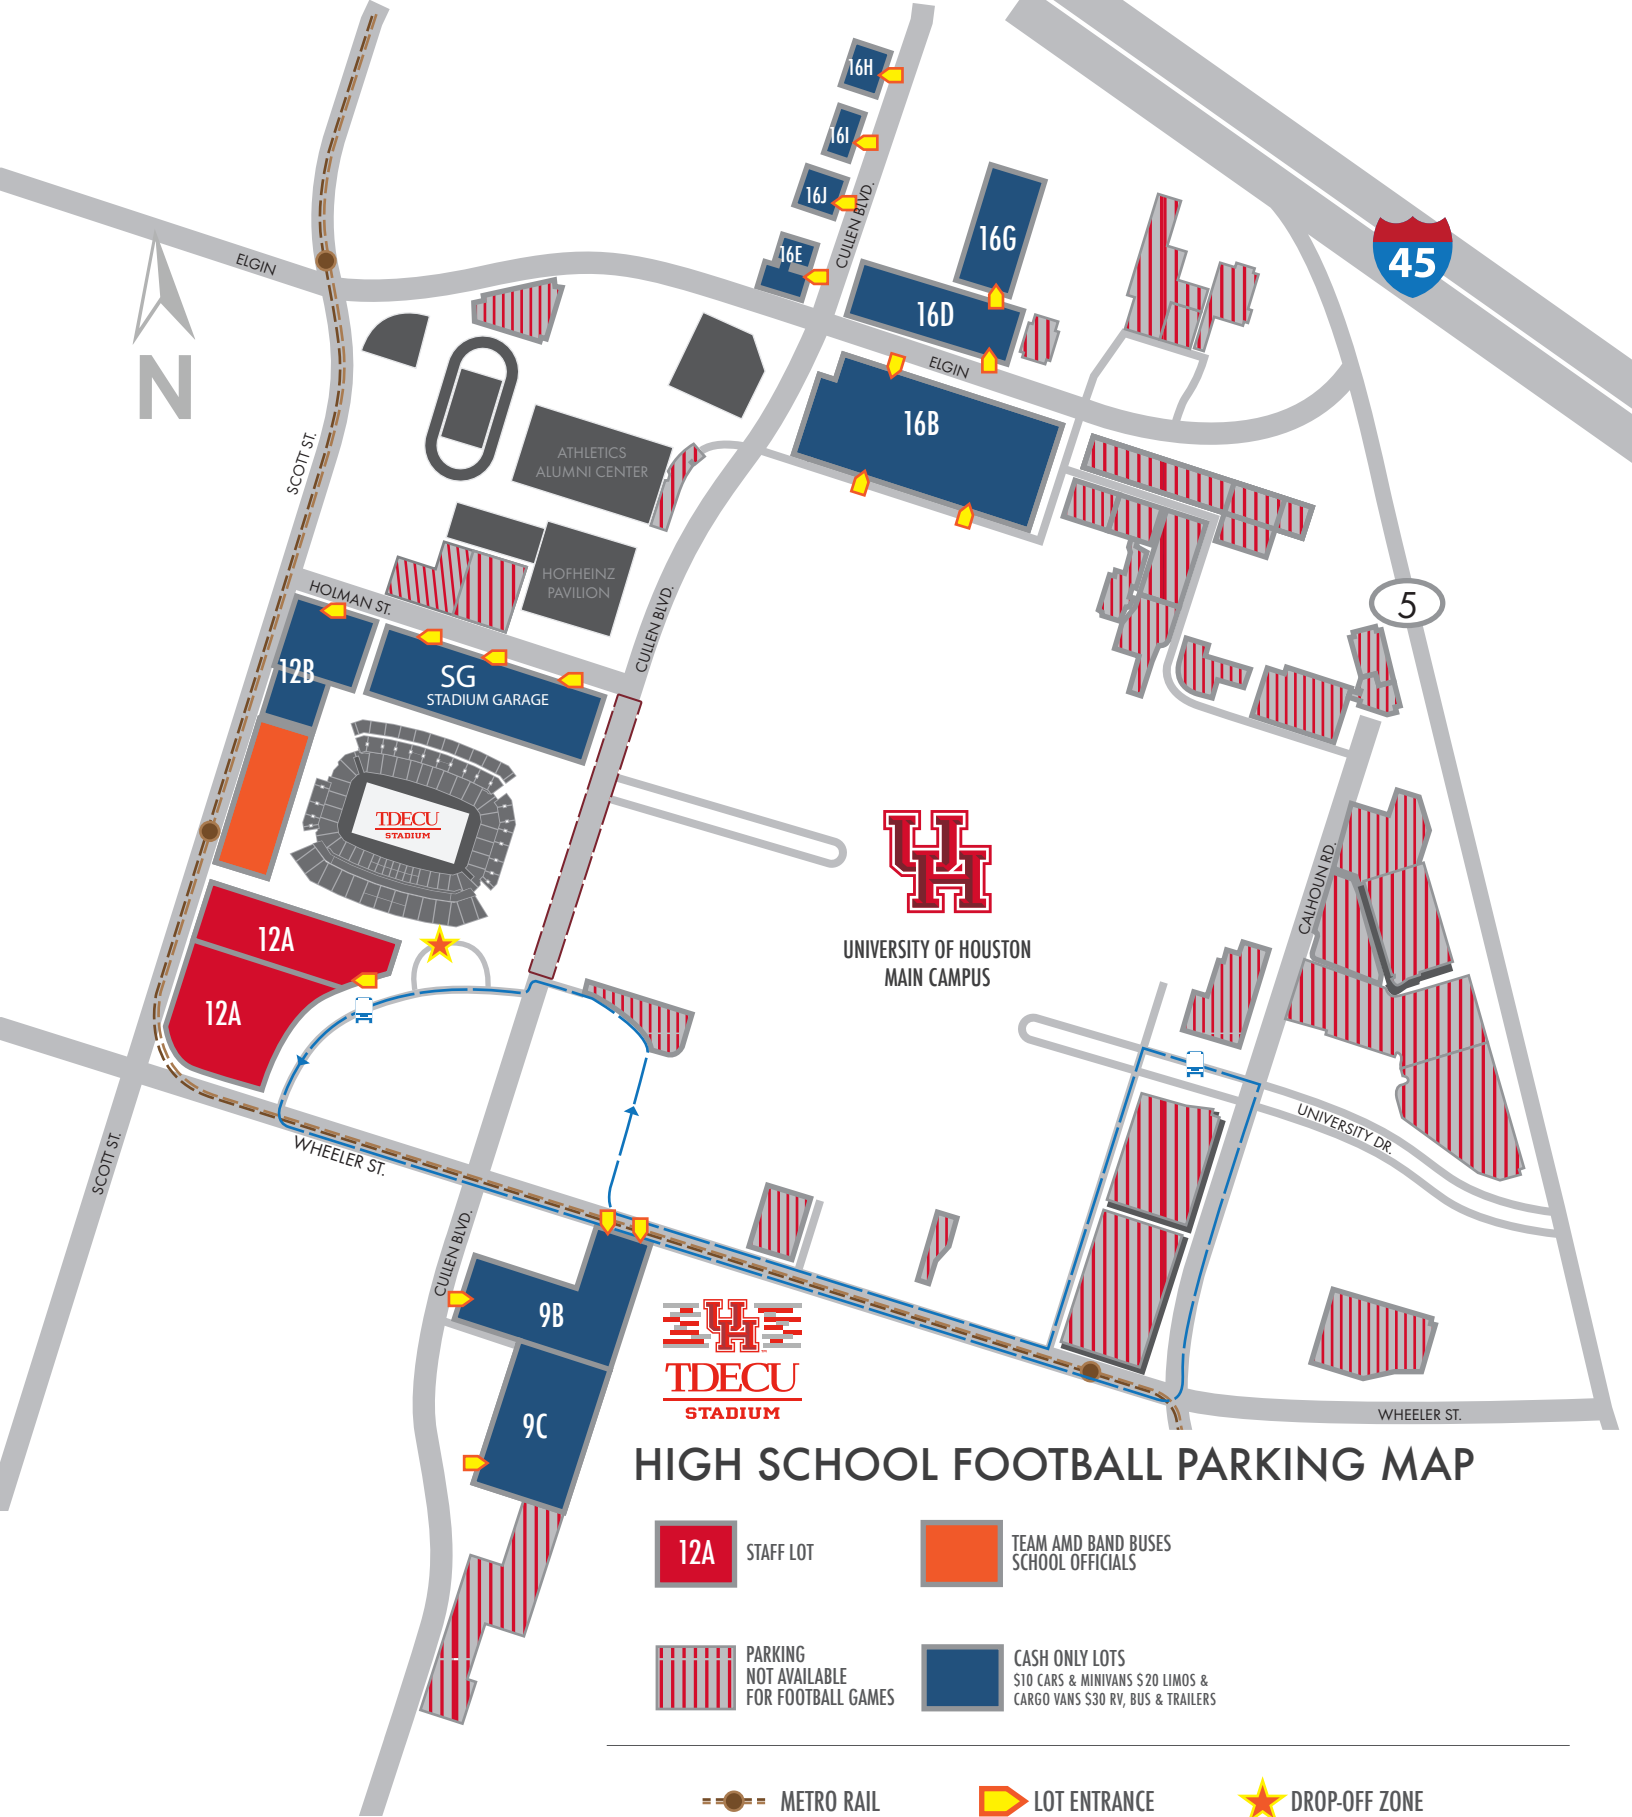 16H
16I
16J
CULLEN BLVD.
16E
16G
16D
45
ELGIN
ELGIN
16B
SCOTT ST.
ATHLETICS
ALUMNI CENTER
N
HOFHEINZ
PAVILION
HOLMAN ST.
CULLEN BLVD.
5
12B
SG
STADIUM GARAGE
TDECU
STADIUM
UH
UNIVERSITY OF HOUSTON
MAIN CAMPUS
CALHOUN RD.
12A
12A
UNIVERSITY DR.
SCOTT ST.
WHEELER ST.
CULLEN BLVD.
9B
UH
TDECU
STADIUM
9C
WHEELER ST.
HIGH SCHOOL FOOTBALL PARKING MAP
12A
STAFF LOT
TEAM AMD BAND BUSES
SCHOOL OFFICIALS
PARKING
NOT AVAILABLE
FOR FOOTBALL GAMES
CASH ONLY LOTS
$10 CARS & MINIVANS $20 LIMOS &
CARGO VANS $30 RV, BUS & TRAILERS
METRO RAIL
LOT ENTRANCE
DROP-OFF ZONE